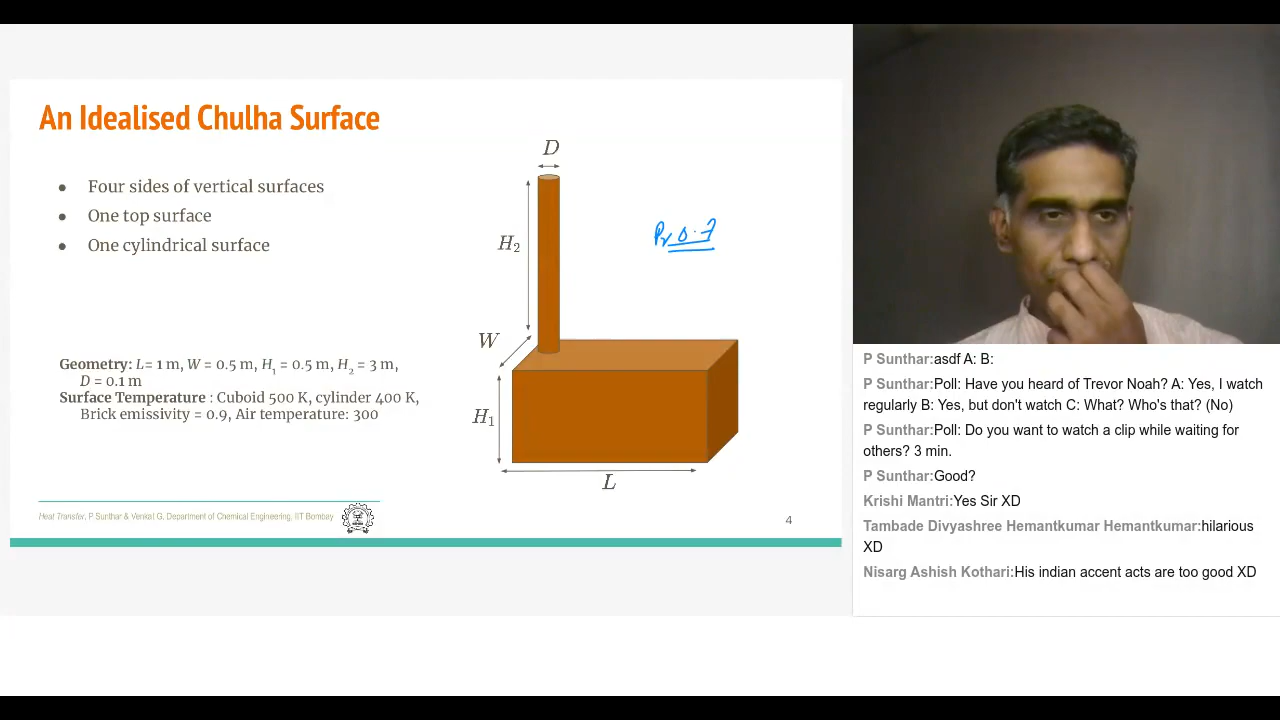 An Idealised Chulha Surface
● Four sides of vertical surfaces
● One top surface
● One cylindrical surface
D
H2
Pr 0.7
W
H1
L
Geometry: L= 1 m, W = 0.5 m, H1 = 0.5 m, H2 = 3 m,
D = 0.1 m
Surface Temperature : Cuboid 500 K, cylinder 400 K,
Brick emissivity = 0.9, Air temperature: 300
Heat Transfer, P Sunthar & Venkat G, Department of Chemical Engineering, IIT Bombay
4
P Sunthar:asdf A: B:
P Sunthar:Poll: Have you heard of Trevor Noah? A: Yes, I watch
regularly B: Yes, but don't watch C: What? Who's that? (No)
P Sunthar:Poll: Do you want to watch a clip while waiting for
others? 3 min.
P Sunthar:Good?
Krishi Mantri:Yes Sir XD
Tambade Divyashree Hemantkumar Hemantkumar:hilarious
XD
Nisarg Ashish Kothari:His indian accent acts are too good XD